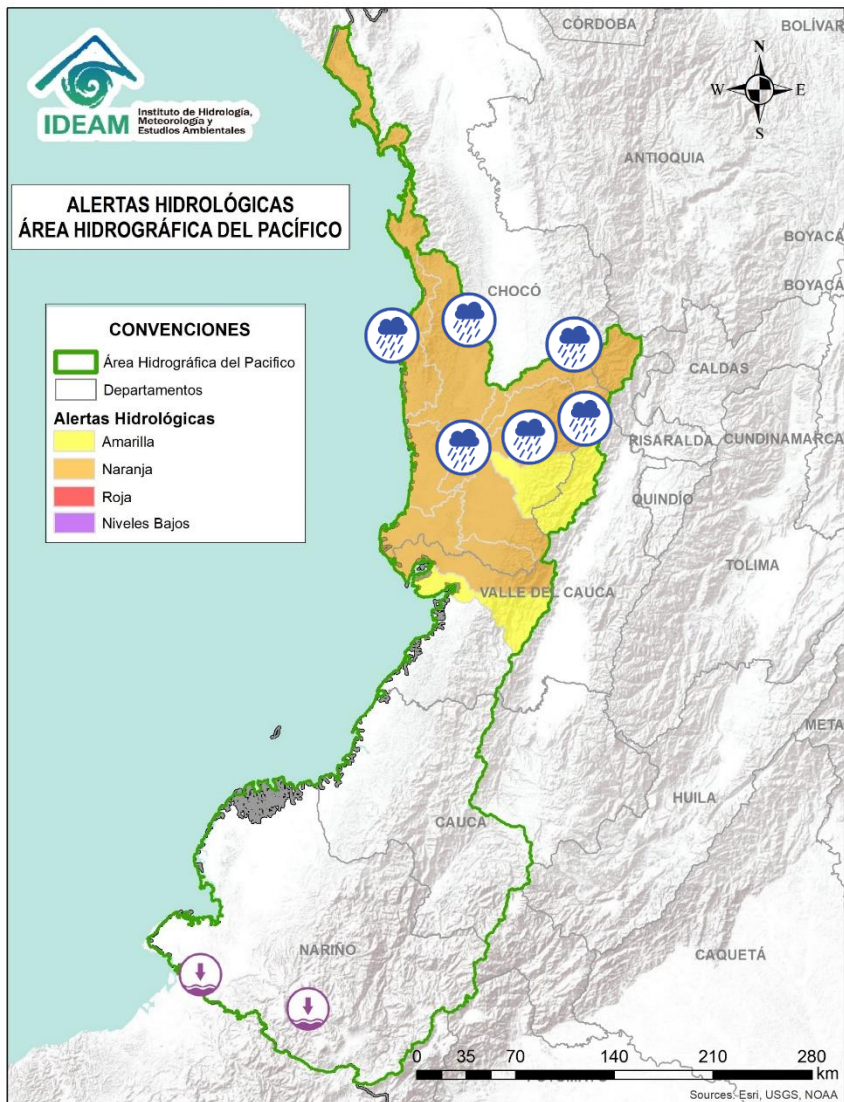 IDEAM
Instituto de Hidrología,
Meteorología y
Estudios Ambientales
ALERTAS HIDROLÓGICAS
ÁREA HIDROGRÁFICA DEL PACÍFICO
CONVENCIONES
Área Hidrográfica del Pacifico
Departamentos
Alertas Hidrológicas
Amarilla
Naranja
Roja
Niveles Bajos
N
W
E
S
CÓRDOBA
BOLÍVAR
ANTIOQUIA
BOYACÁ
BOYACÁ
CHOCÓ
CALDAS
RISARALDA
CUNDINAMARCA
QUINDÍO
TOLIMA
VALLE DEL CAUCA
META
HUILA
CAUCA
NARIÑO
CAQUETÁ
0 35 70 140 210 280
km
Sources: Esri, USGS, NOAA